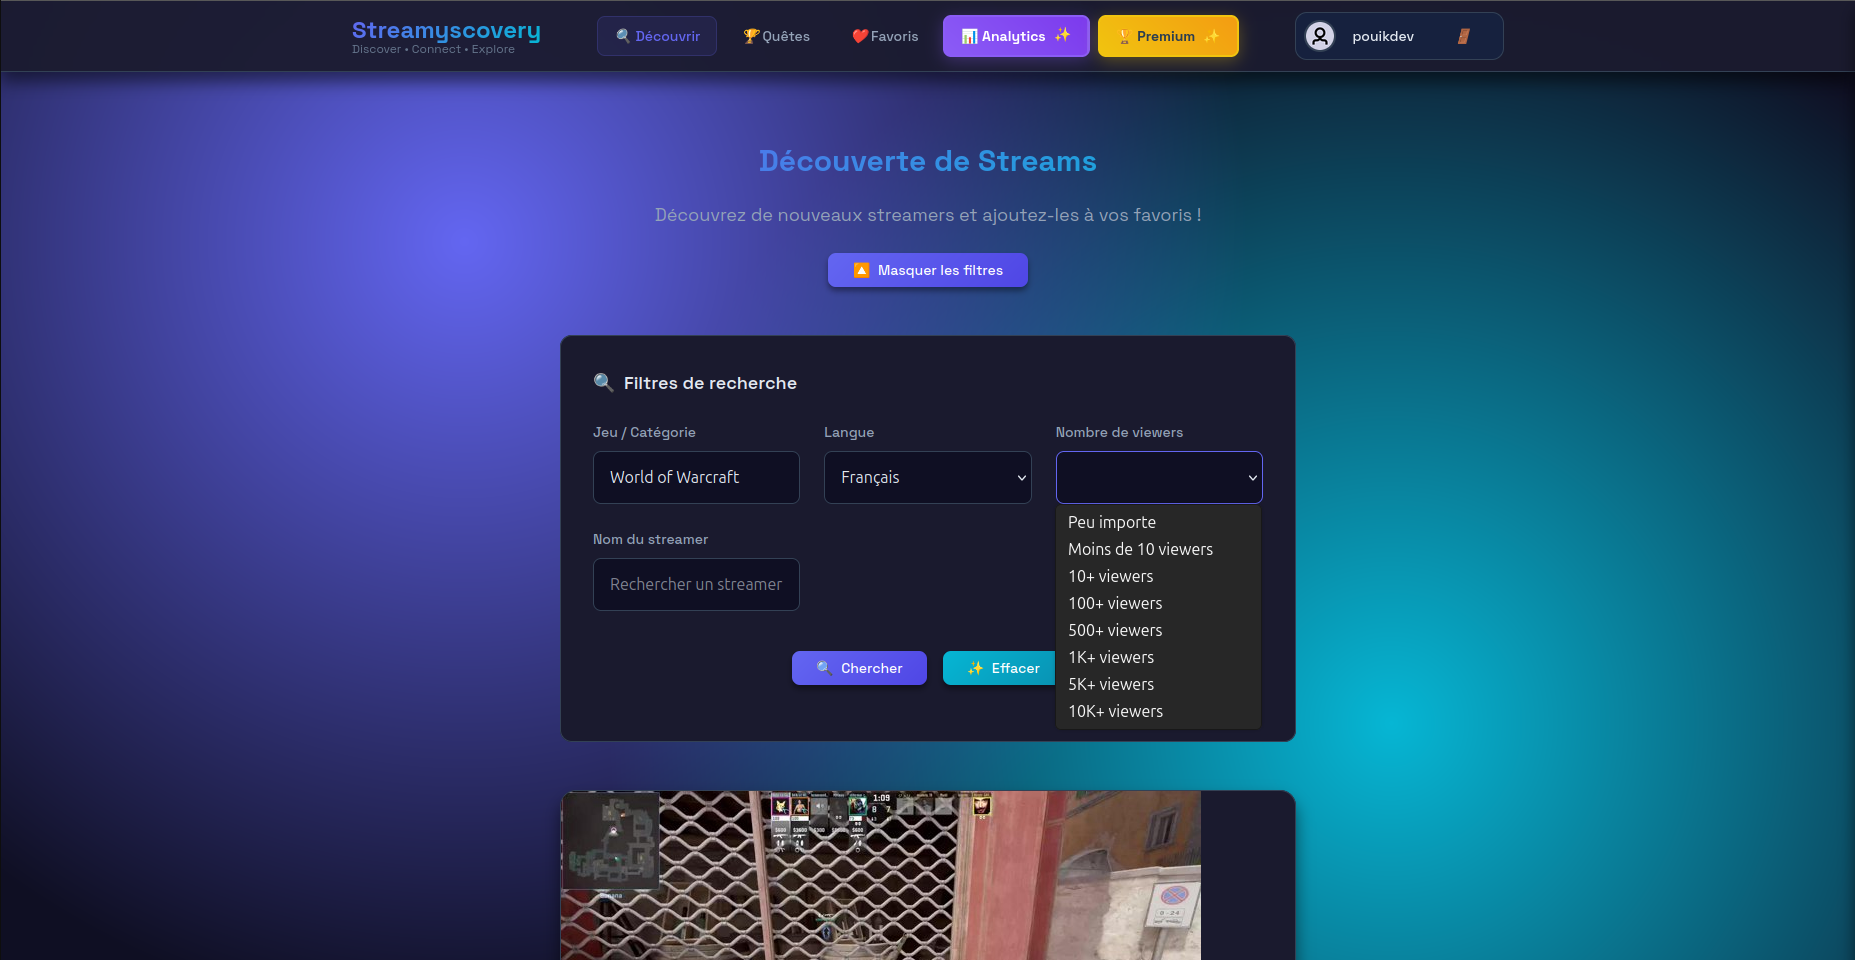 Streamyscovery
Discover • Connect • Explore
Découvrir
Quêtes
Favoris
Analytics
Premium
pouikdev
Découverte de Streams
Découvrez de nouveaux streamers et ajoutez-les à vos favoris !
Masquer les filtres
Filtres de recherche
Jeu / Catégorie
Langue
Nombre de viewers
World of Warcraft
Français
Peu importe
Moins de 10 viewers
10+ viewers
100+ viewers
500+ viewers
1K+ viewers
5K+ viewers
10K+ viewers
Nom du streamer
Rechercher un streamer
Chercher
Effacer
1:09
8 7